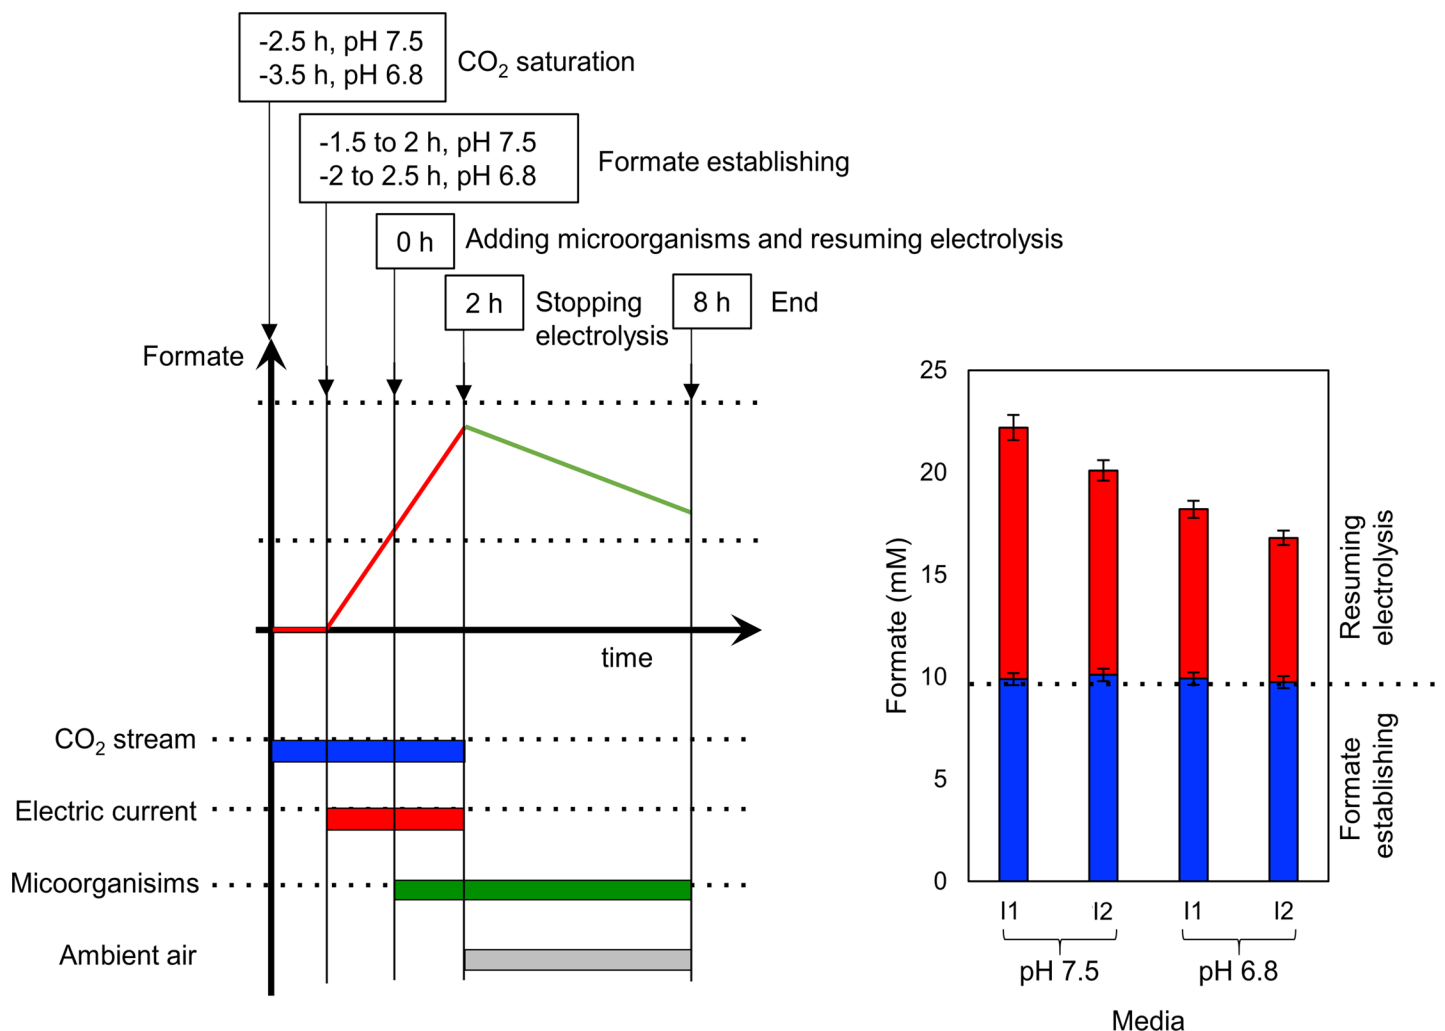 -2.5 h, pH 7.5
-3.5 h, pH 6.8
CO₂ saturation
-1.5 to 2 h, pH 7.5
-2 to 2.5 h, pH 6.8
Formate establishing
0 h
Adding microorganisms and resuming electrolysis
2 h
Stopping
electrolysis
8 h
End
Formate
time
CO₂ stream
Electric current
Micoorganisims
Ambient air
25
20
15
10
5
0
Formate (mM)
Resuming
electrolysis
Formate
establishing
I1
I2
I1
I2
pH 7.5
pH 6.8
Media